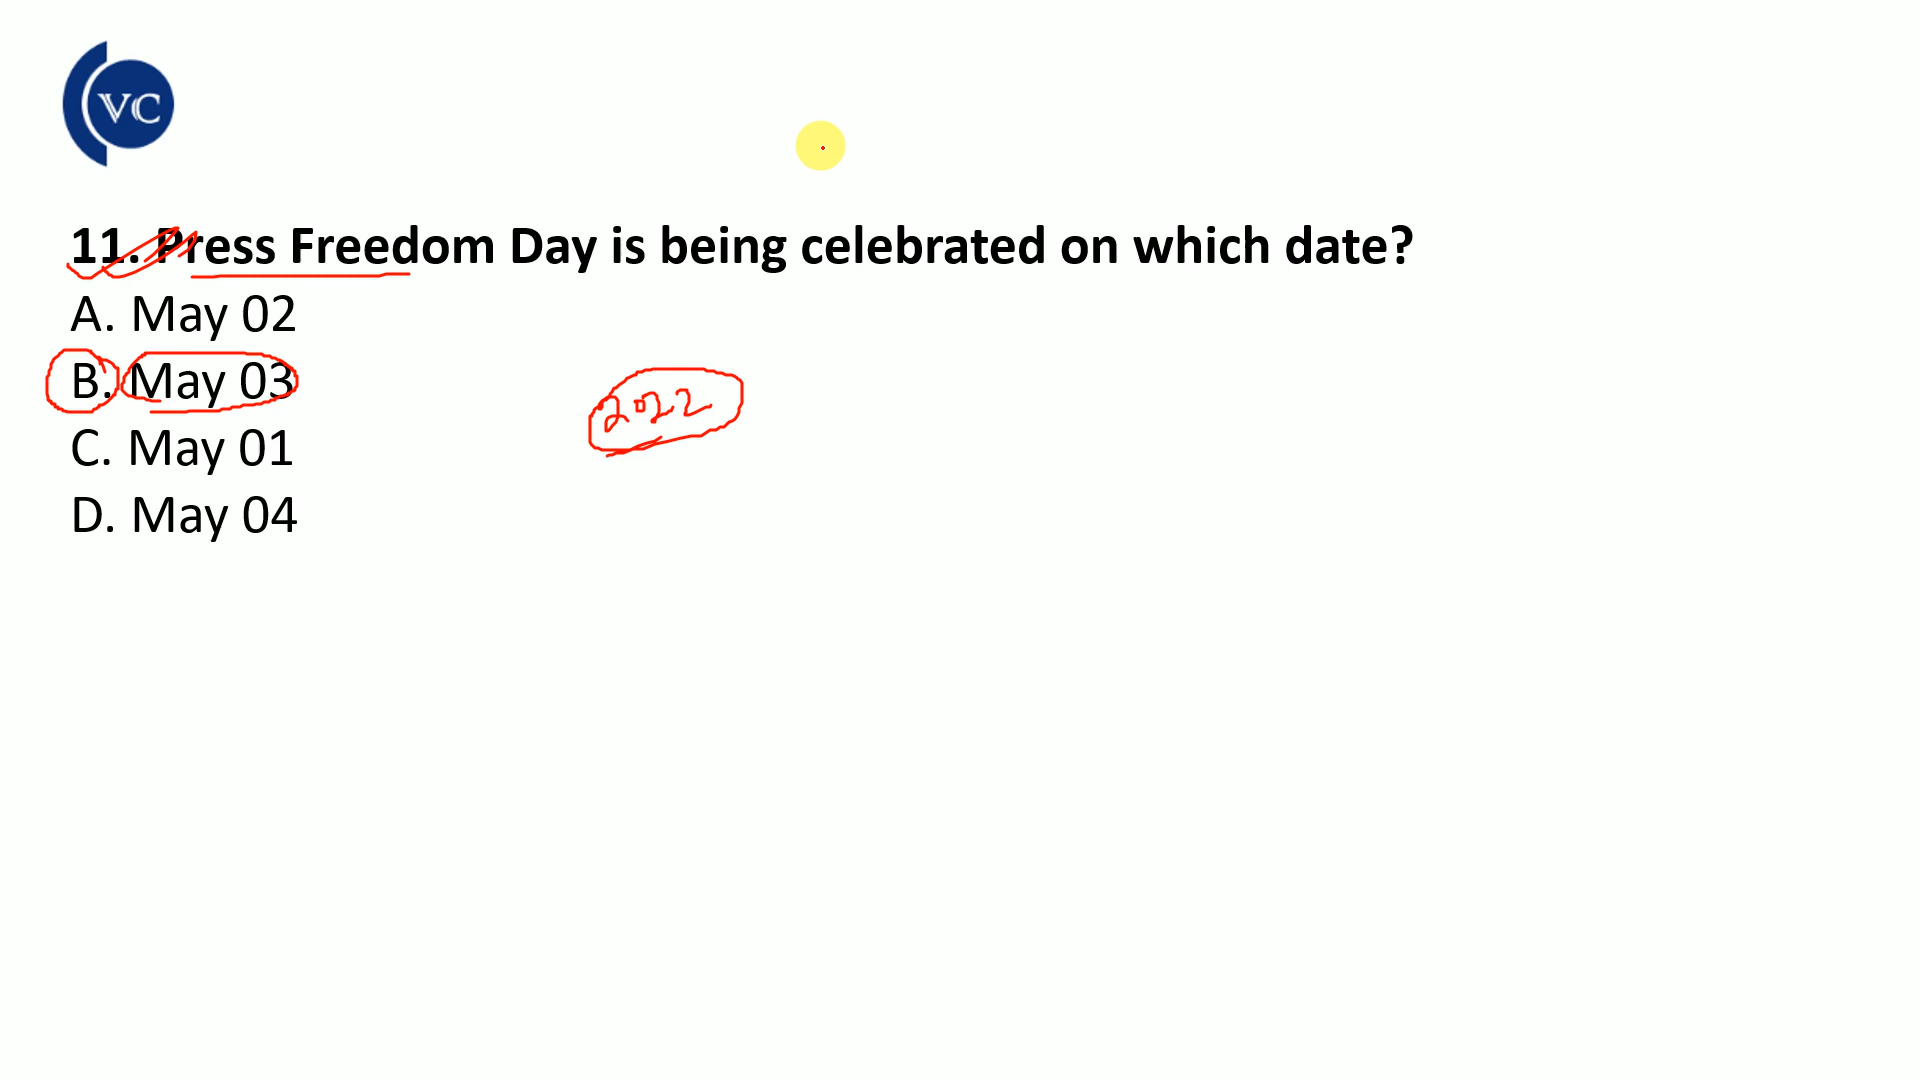 VC
11. Press Freedom Day is being celebrated on which date?
A. May 02
B. May 03
2022
C. May 01
D. May 04